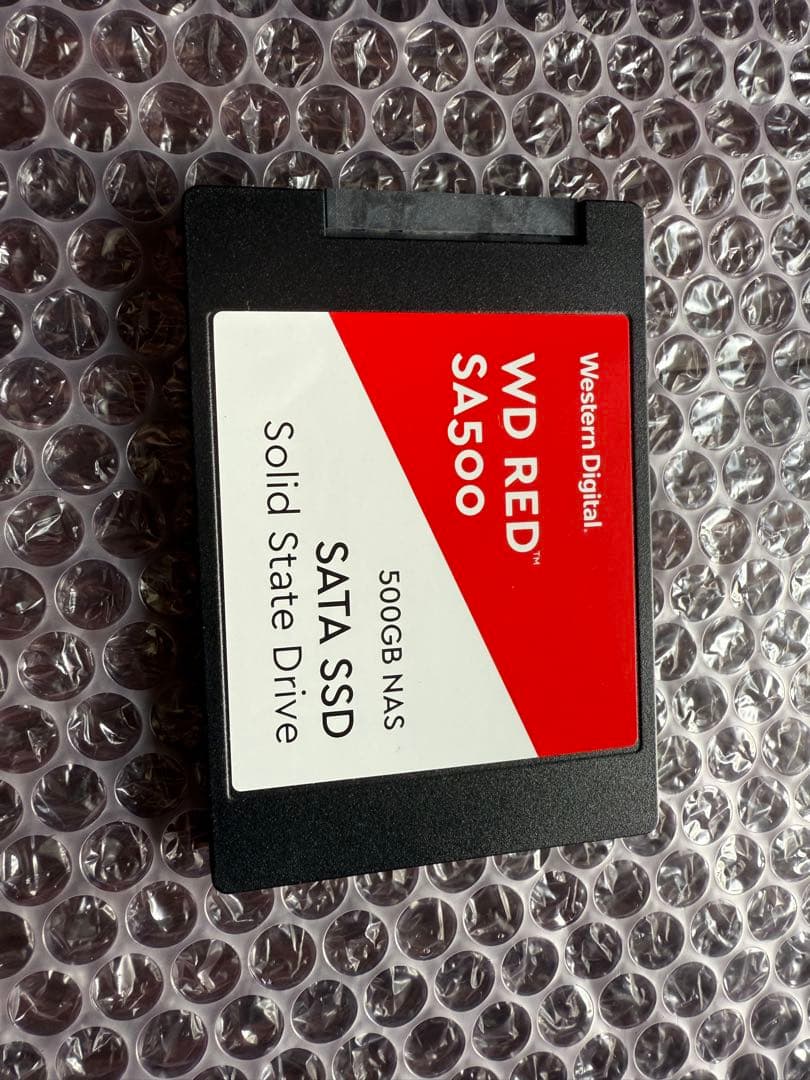 Western Digital.
WD RED™
SA500
500GB NAS
SATA SSD
Solid State Drive